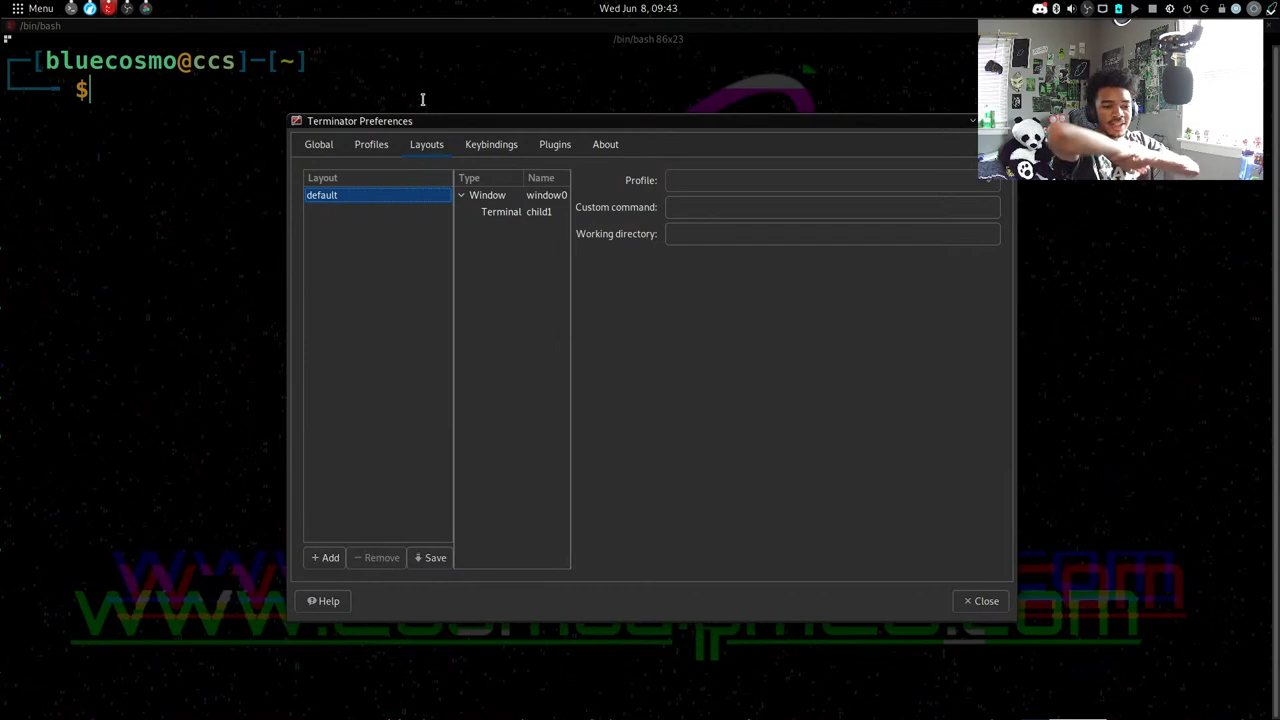 Menu
Wed Jun 8, 09:43
/bin/bash
/bin/bash 86x23
[bluecosmo@ccs]-[~]
$
Terminator Preferences
Global Profiles Layouts Keybindings Plugins About
Layout
default
Type Name
Window window0
Terminal child1
Profile:
Custom command:
Working directory:
+ Add − Remove Save
Help
× Close